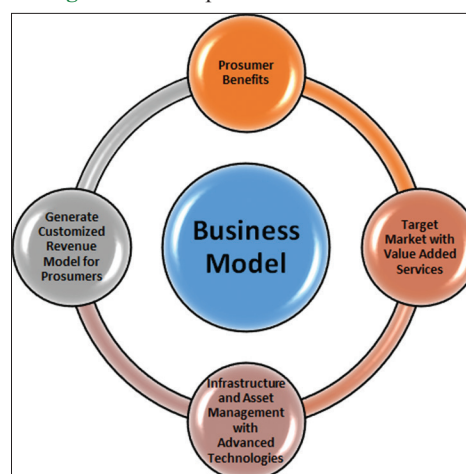 Prosumer
Benefits
Generate
Customized
Revenue
Model for
Prosumers
Business
Model
Target
Market with
Value Added
Services
Infrastructure
and Asset
Management
with
Advanced
Technologies